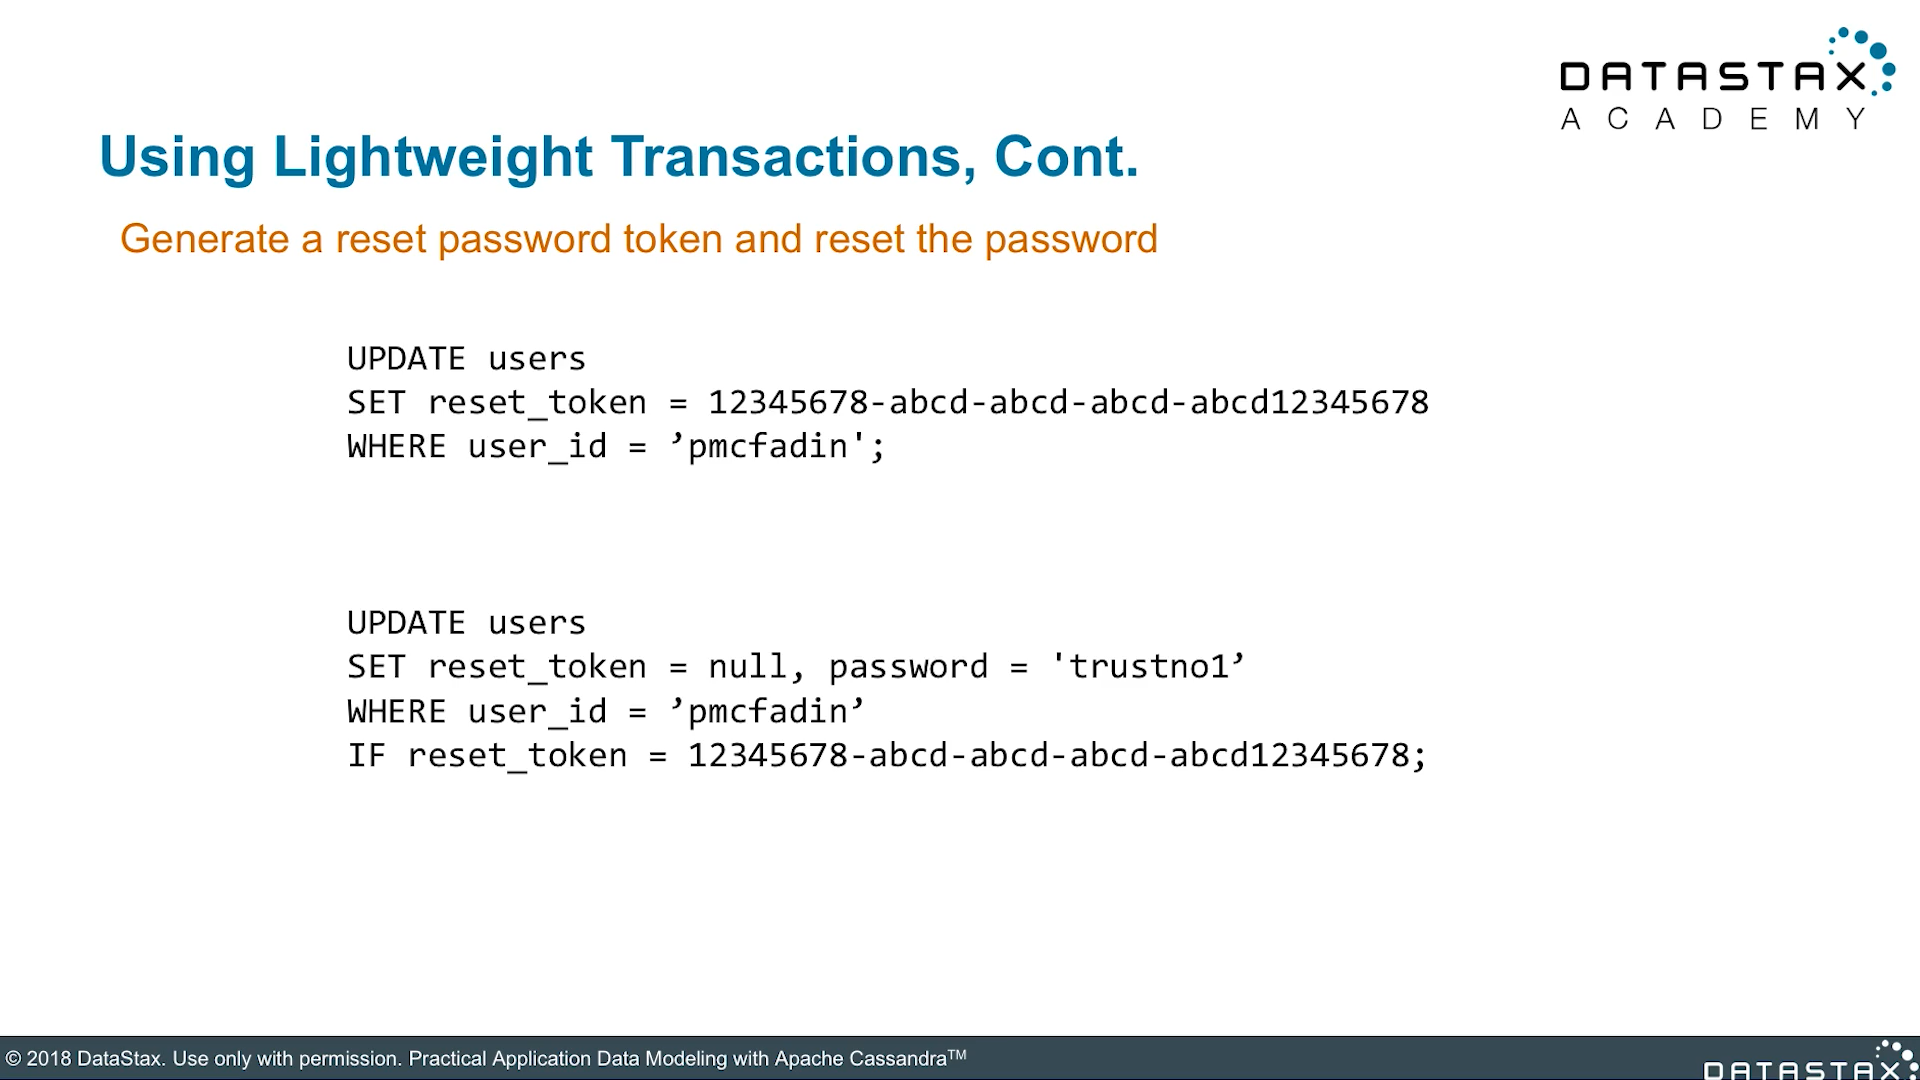 DATASTAX
ACADEMY
Using Lightweight Transactions, Cont.
Generate a reset password token and reset the password
UPDATE users
SET reset_token = 12345678-abcd-abcd-abcd-abcd12345678
WHERE user_id = ’pmcfadin';
UPDATE users
SET reset_token = null, password = 'trustno1’
WHERE user_id = ’pmcfadin’
IF reset_token = 12345678-abcd-abcd-abcd-abcd12345678;
© 2018 DataStax. Use only with permission. Practical Application Data Modeling with Apache Cassandra™
DATASTAX